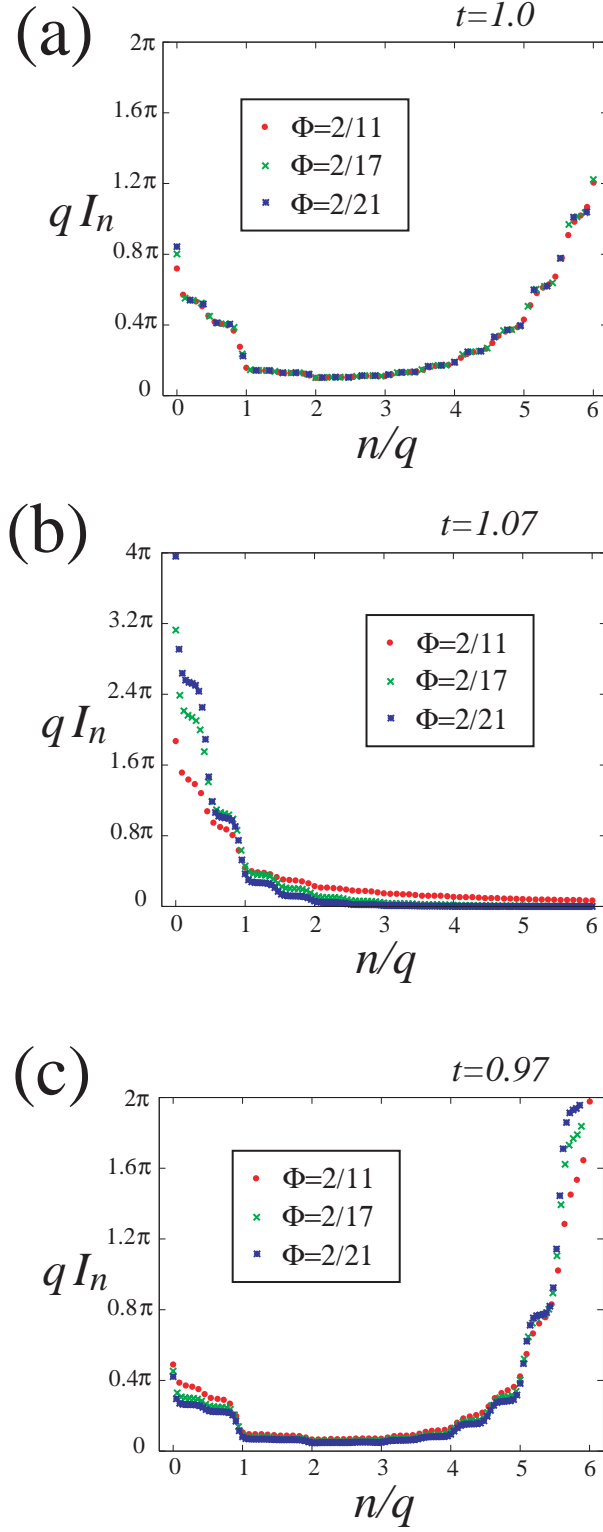 (a)
t=1.0
2π
1.6π
1.2π
0.8π
0.4π
0
q I_n
Φ=2/11
Φ=2/17
Φ=2/21
0 1 2 3 4 5 6
n/q
(b)
t=1.07
4π
3.2π
2.4π
1.6π
0.8π
0
q I_n
Φ=2/11
Φ=2/17
Φ=2/21
0 1 2 3 4 5 6
n/q
(c)
t=0.97
2π
1.6π
1.2π
0.8π
0.4π
0
q I_n
Φ=2/11
Φ=2/17
Φ=2/21
0 1 2 3 4 5 6
n/q